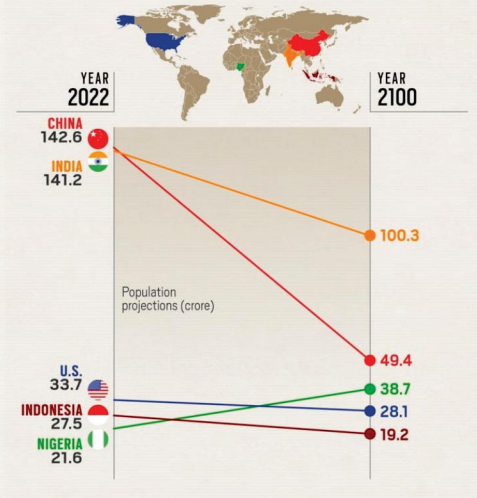 YEAR
2022
YEAR
2100
CHINA
142.6
INDIA
141.2
100.3
Population
projections (crore)
49.4
U.S.
33.7
38.7
28.1
INDONESIA
27.5
19.2
NIGERIA
21.6